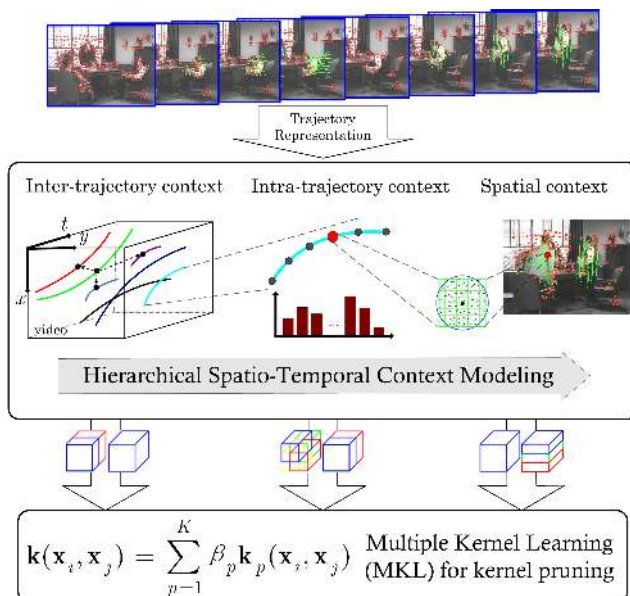 Trajectory
Representation
Inter-trajectory context
Intra-trajectory context
Spatial context
t
y
x
video
...
Hierarchical Spatio-Temporal Context Modeling
k(x_i, x_j) = \sum_{p=1}^{K} β_p k_p(x_i, x_j)
Multiple Kernel Learning
(MKL) for kernel pruning